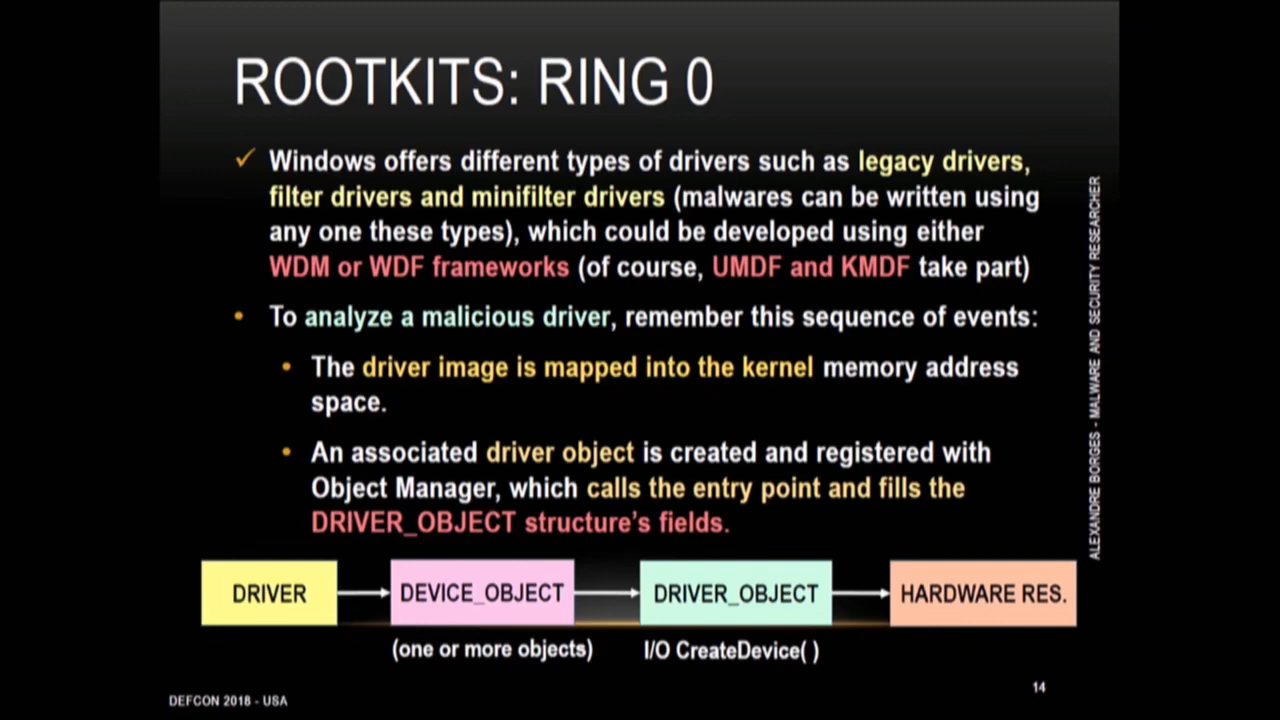 ROOTKITS: RING 0
Windows offers different types of drivers such as legacy drivers,
filter drivers and minifilter drivers (malwares can be written using
any one these types), which could be developed using either
WDM or WDF frameworks (of course, UMDF and KMDF take part)
To analyze a malicious driver, remember this sequence of events:
The driver image is mapped into the kernel memory address
space.
An associated driver object is created and registered with
Object Manager, which calls the entry point and fills the
DRIVER_OBJECT structure's fields.
ALEXANDRE BORGES - MALWARE AND SECURITY RESEARCHER
DRIVER
DEVICE_OBJECT
DRIVER_OBJECT
HARDWARE RES.
(one or more objects)
I/O CreateDevice( )
14
DEFCON 2018 - USA